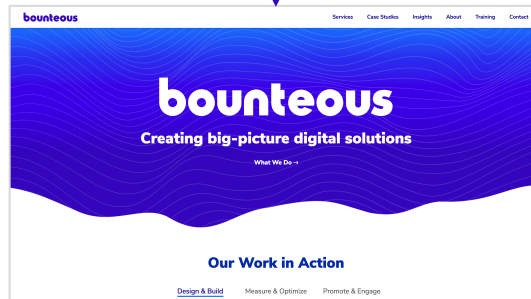 bounteous
Services Case Studies Insights About Training Contact
bounteous
Creating big-picture digital solutions
What We Do →
Our Work in Action
Design & Build Measure & Optimize Promote & Engage